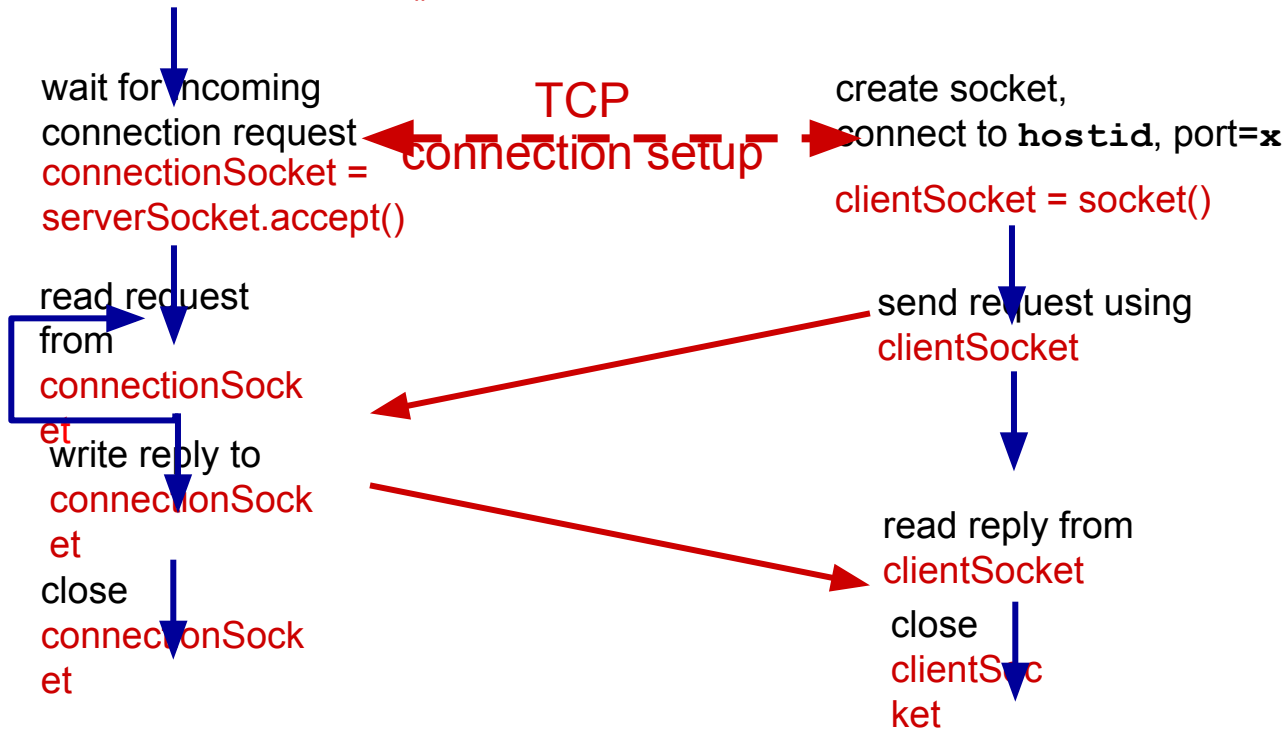 wait for incoming
connection request
connectionSocket =
serverSocket.accept()
TCP
connection setup
create socket,
connect to hostid, port=x
clientSocket = socket()
read request
from
connectionSock
et
send request using
clientSocket
write reply to
connectionSock
et
read reply from
clientSocket
close
connectionSock
et
close
clientSoc
ket